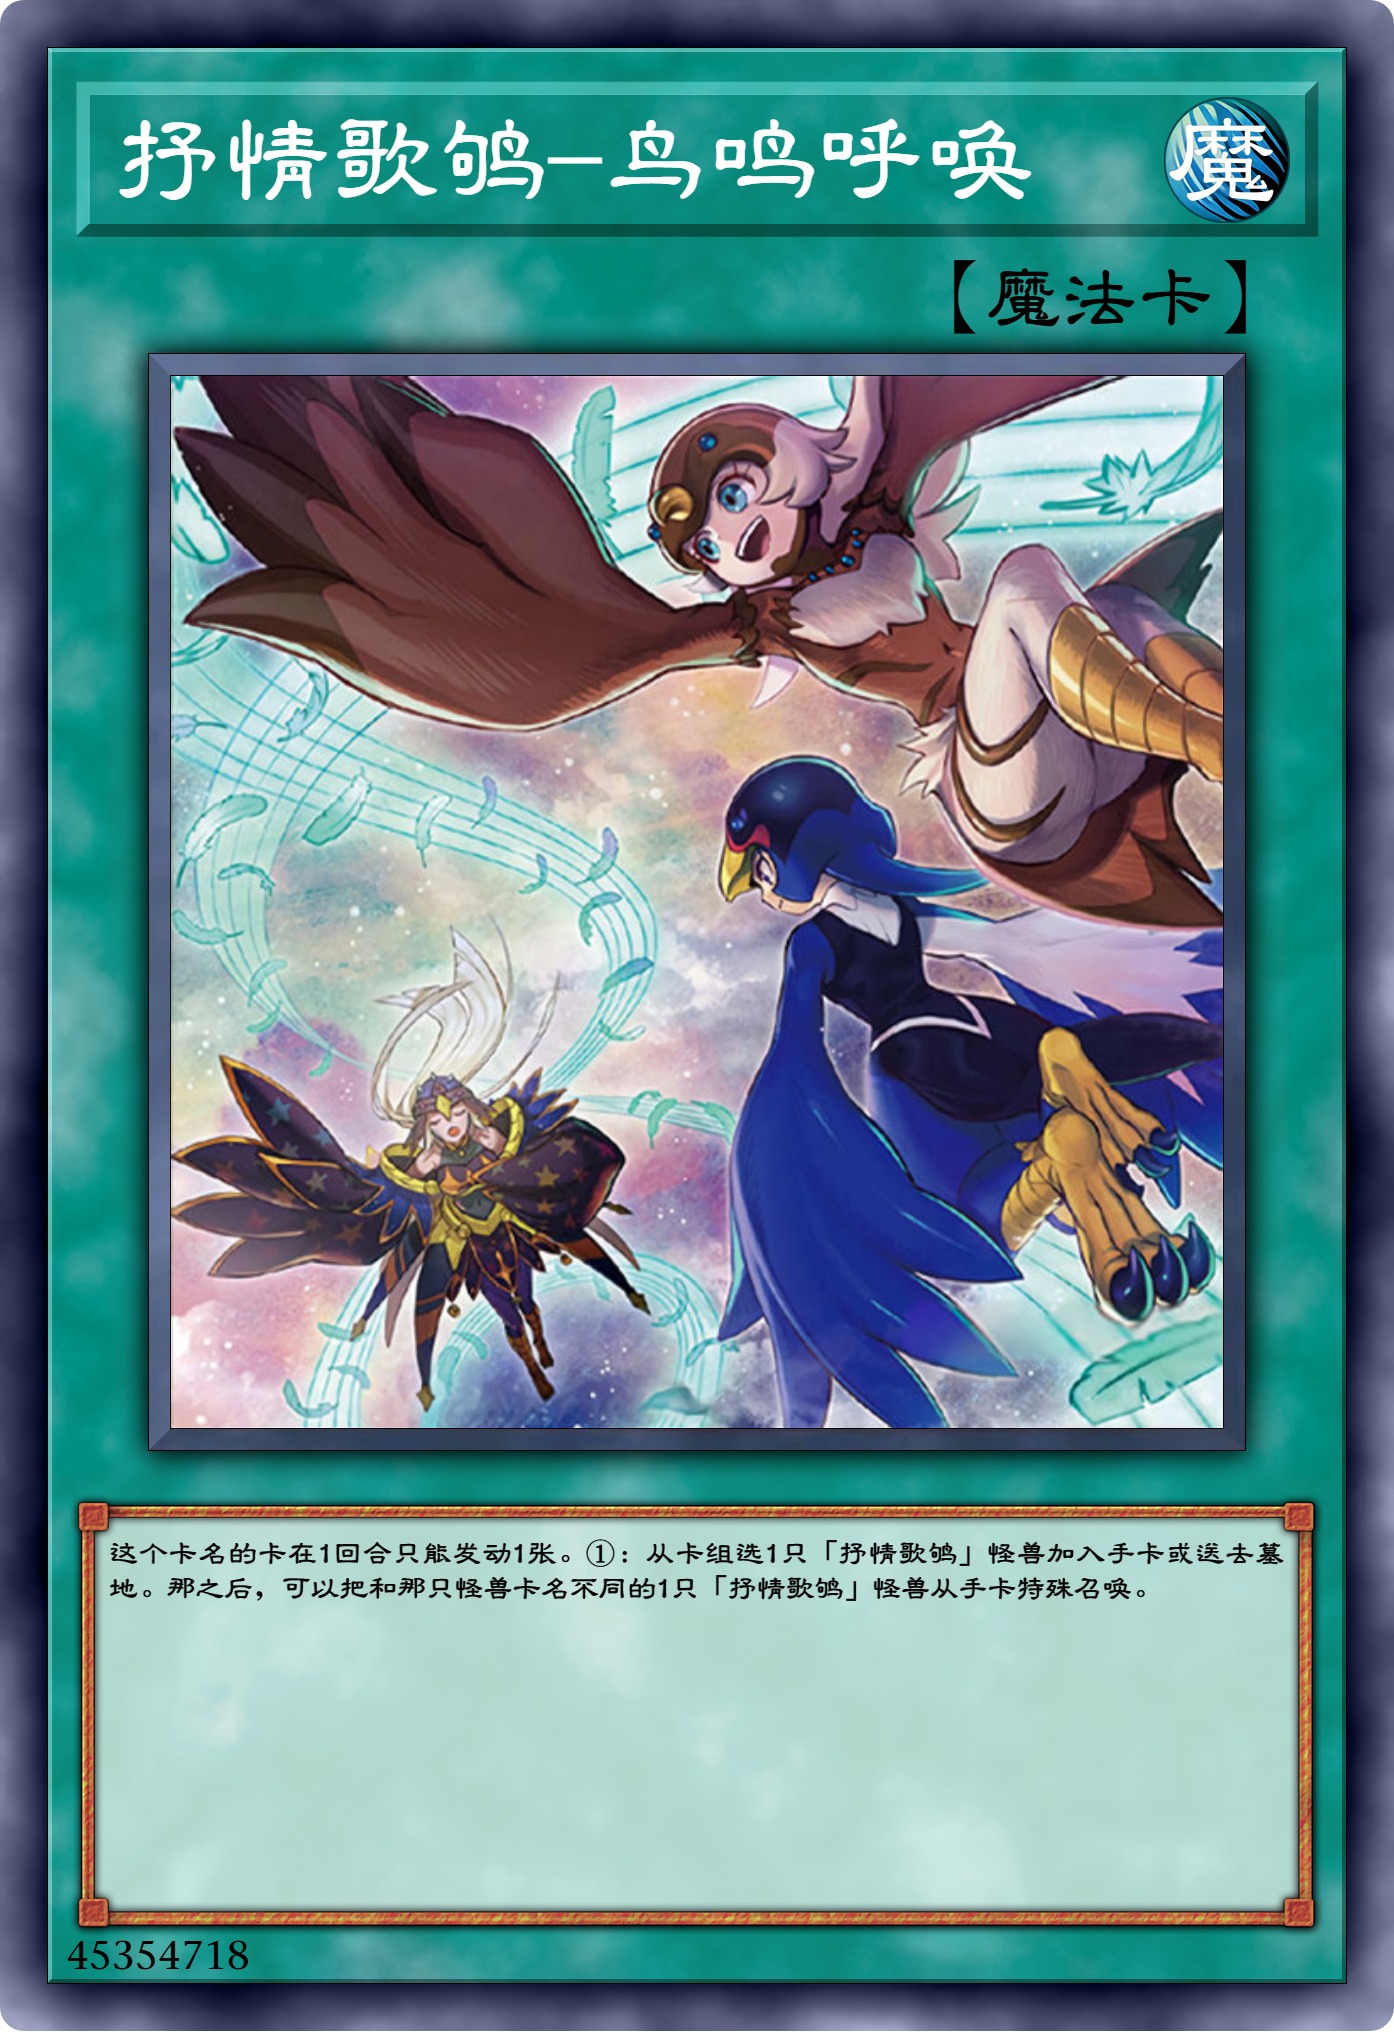 抒情歌鸲-鸟鸣呼唤
魔
【魔法卡】
这个卡名的卡在1回合只能发动1张。①：从卡组选1只「抒情歌鸲」怪兽加入手卡或送去墓
地。那之后，可以把和那只怪兽卡名不同的1只「抒情歌鸲」怪兽从手卡特殊召唤。
45354718